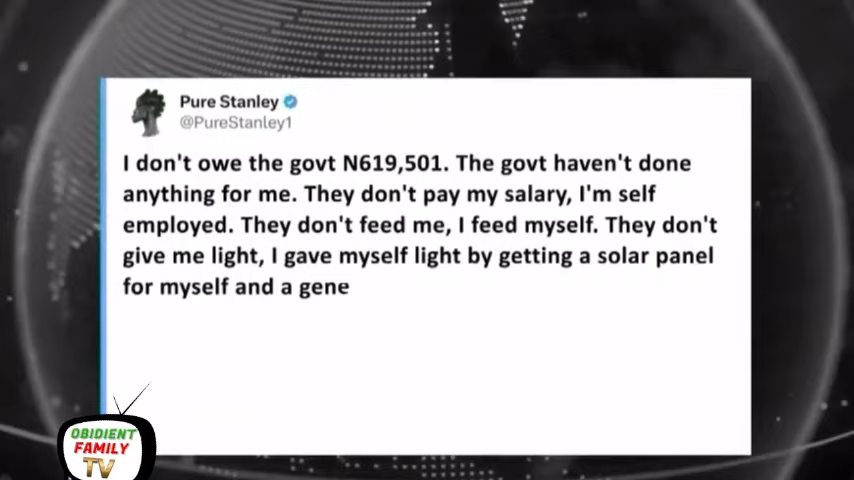 Pure Stanley
@PureStanley1
I don't owe the govt N619,501. The govt haven't done
anything for me. They don't pay my salary, I'm self
employed. They don't feed me, I feed myself. They don't
give me light, I gave myself light by getting a solar panel
for myself and a gene
OBIDIENT
FAMILY
TV